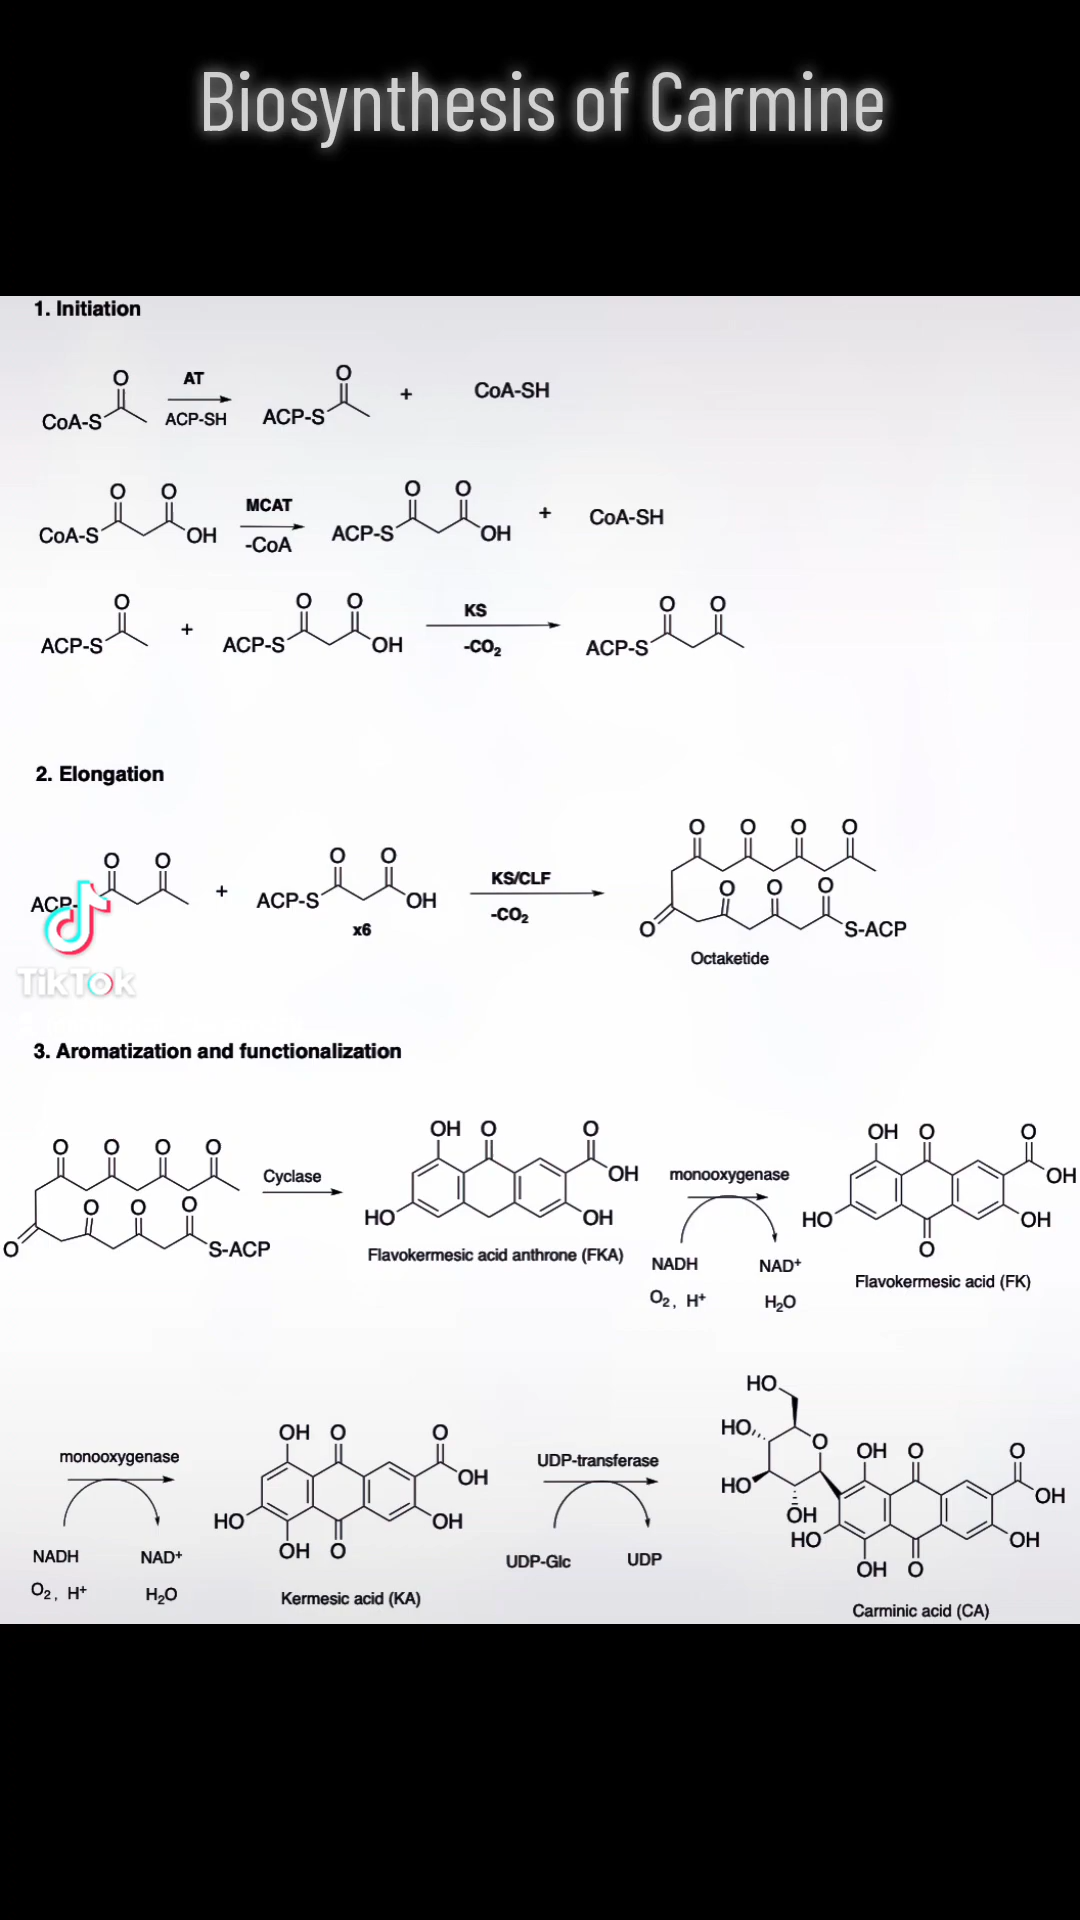 Biosynthesis of Carmine
1. Initiation
O
CoA-S
AT
ACP-SH
O
ACP-S
+
CoA-SH
O O
CoA-S
OH
MCAT
-CoA
O O
ACP-S
OH
+
CoA-SH
O
ACP-S
+
O O
ACP-S
OH
KS
-CO₂
O O
ACP-S
2. Elongation
O O
ACP-
+
O O
ACP-S
OH
x6
KS/CLF
-CO₂
O O O O
O O O
O
S-ACP
Octaketide
TikTok
3. Aromatization and functionalization
O O O O
O O O
O
S-ACP
Cyclase
OH O O
OH
HO
OH
Flavokermesic acid anthrone (FKA)
monooxygenase
NADH
NAD⁺
O₂, H⁺
H₂O
OH O O
OH
HO
OH
O
Flavokermesic acid (FK)
monooxygenase
NADH
NAD⁺
O₂, H⁺
H₂O
OH O O
OH
HO
OH
OH O
Kermesic acid (KA)
UDP-transferase
UDP-Glc
UDP
HO
HO
O
HO
OH
OH O O
OH
HO
OH
OH O
Carminic acid (CA)